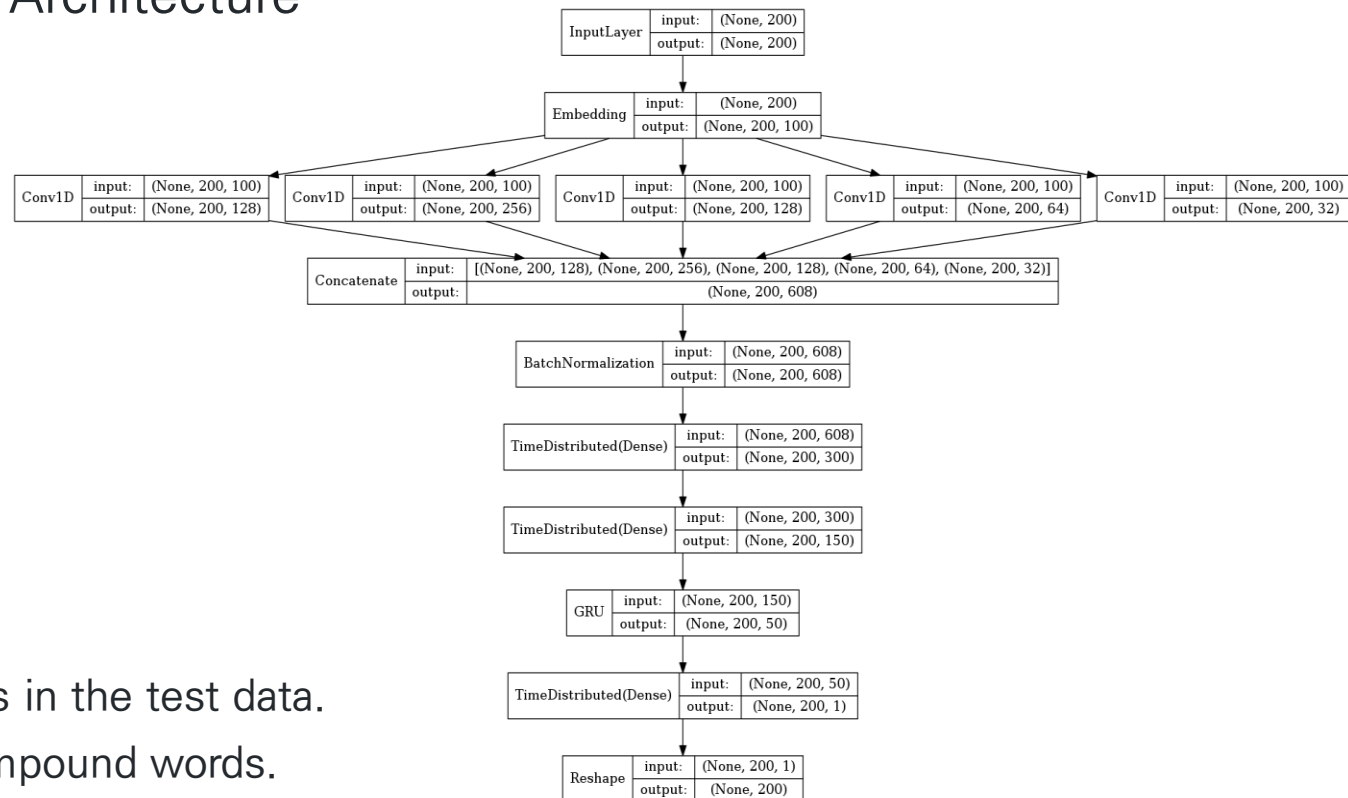 Architecture
InputLayer input: (None, 200)
output: (None, 200)
Embedding input: (None, 200)
output: (None, 200, 100)
Conv1D input: (None, 200, 100)
output: (None, 200, 128)
Conv1D input: (None, 200, 100)
output: (None, 200, 256)
Conv1D input: (None, 200, 100)
output: (None, 200, 128)
Conv1D input: (None, 200, 100)
output: (None, 200, 64)
Conv1D input: (None, 200, 100)
output: (None, 200, 32)
Concatenate input: [(None, 200, 128), (None, 200, 256), (None, 200, 128), (None, 200, 64), (None, 200, 32)]
output: (None, 200, 608)
BatchNormalization input: (None, 200, 608)
output: (None, 200, 608)
TimeDistributed(Dense) input: (None, 200, 608)
output: (None, 200, 300)
TimeDistributed(Dense) input: (None, 200, 300)
output: (None, 200, 150)
GRU input: (None, 200, 150)
output: (None, 200, 50)
TimeDistributed(Dense) input: (None, 200, 50)
output: (None, 200, 1)
Reshape input: (None, 200, 1)
output: (None, 200)
s in the test data.
mpound words.